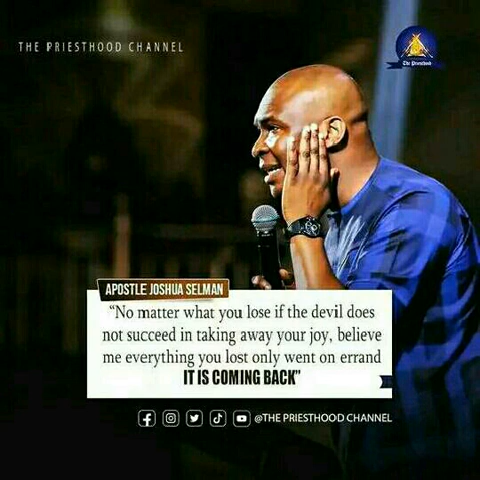 THE PRIESTHOOD CHANNEL
The Priesthood
APOSTLE JOSHUA SELMAN
“No matter what you lose if the devil does
not succeed in taking away your joy, believe
me everything you lost only went on errand
IT IS COMING BACK”
@THE PRIESTHOOD CHANNEL